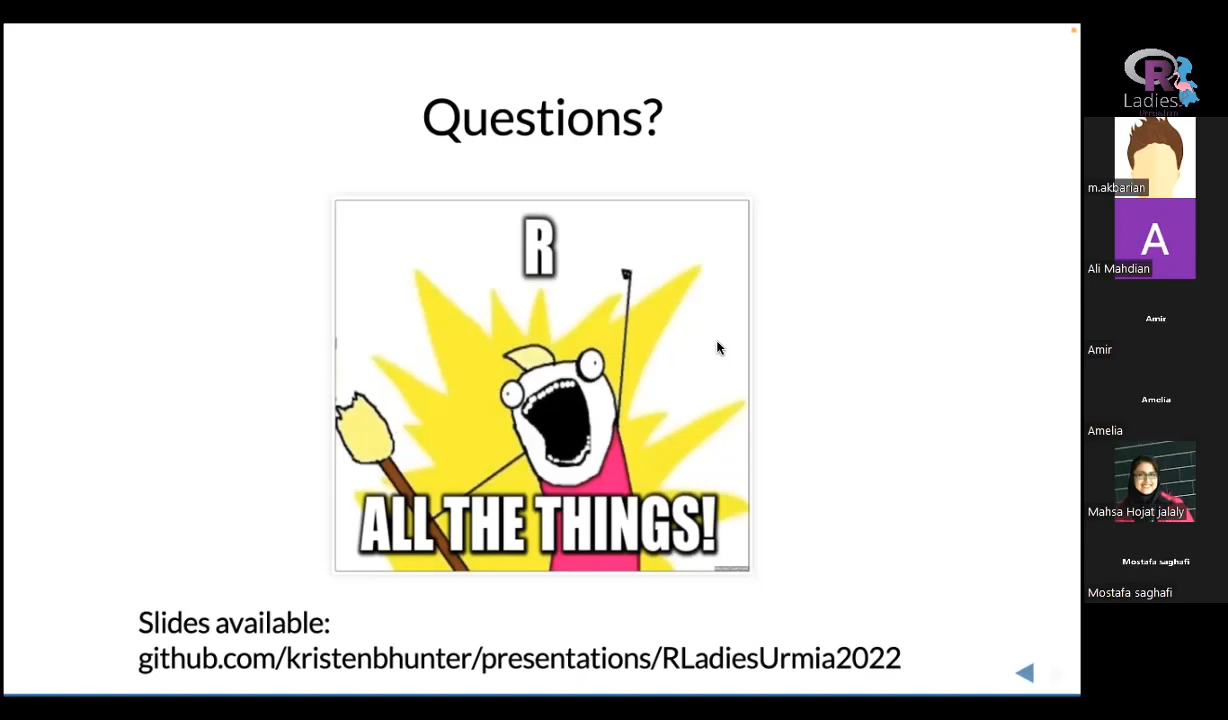 Questions?
R
ALL THE THINGS!
Slides available:
github.com/kristenbhunter/presentations/RLadiesUrmia2022
R
Ladies
m.akbarian
A
Ali Mahdian
Amir
Amir
Amelia
Amelia
Mahsa Hojat jalaly
Mostafa saghafi
Mostafa saghafi